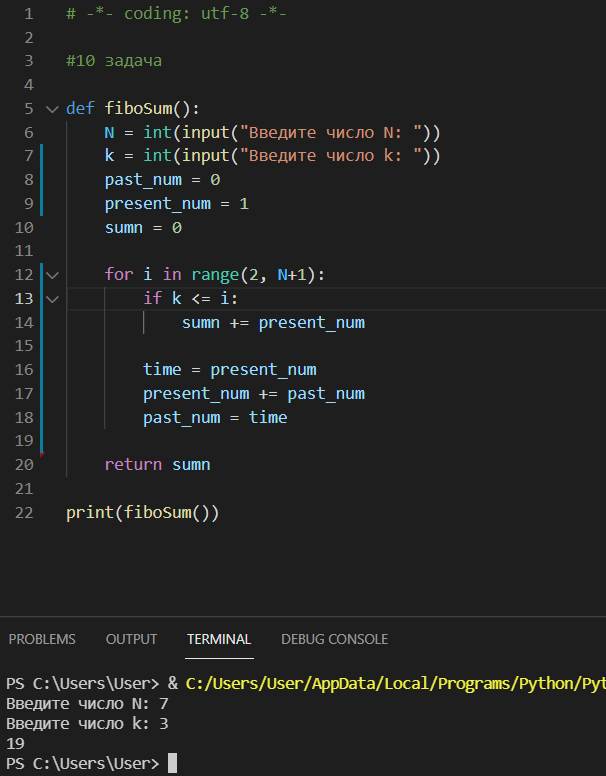 1 # -*- coding: utf-8 -*-
2
3 #10 задача
4
5 def fiboSum():
6 N = int(input("Введите число N: "))
7 k = int(input("Введите число k: "))
8 past_num = 0
9 present_num = 1
10 sumn = 0
11
12 for i in range(2, N+1):
13 if k <= i:
14 sumn += present_num
15
16 time = present_num
17 present_num += past_num
18 past_num = time
19
20 return sumn
21
22 print(fiboSum())
PROBLEMS OUTPUT TERMINAL DEBUG CONSOLE
PS C:\Users\User> & C:/Users/User/AppData/Local/Programs/Python/Pyt
Введите число N: 7
Введите число k: 3
19
PS C:\Users\User>